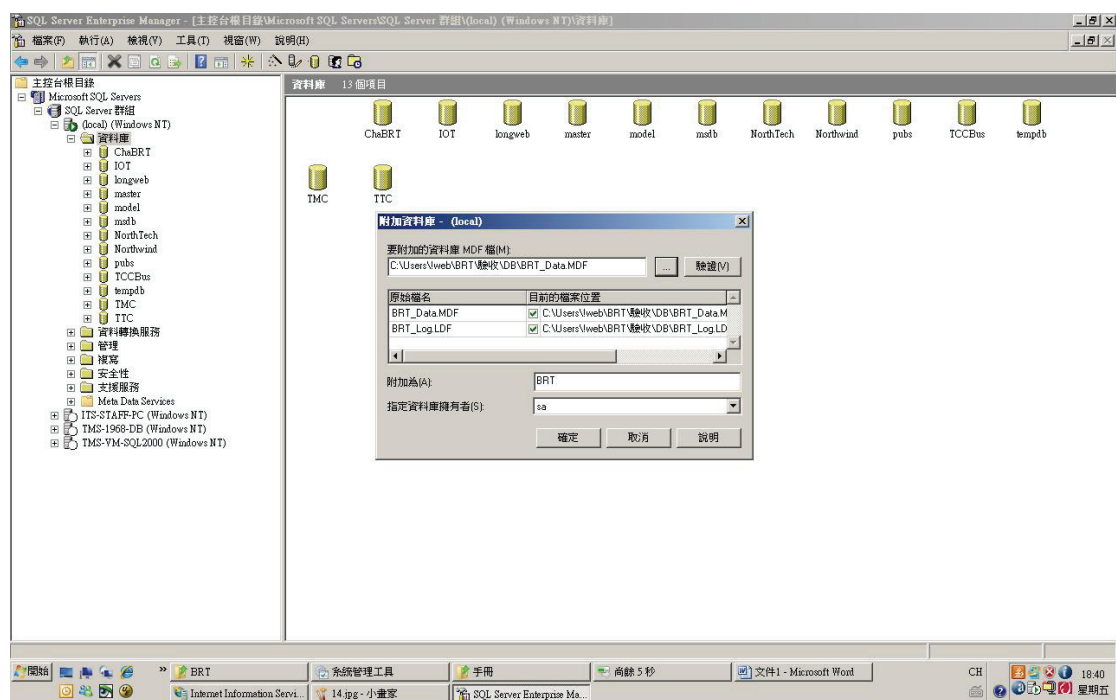 SQL Server Enterprise Manager - [主控台根目錄\Microsoft SQL Servers\SQL Server 群組\(local) (Windows NT)\資料庫]
檔案(F) 執行(A) 檢視(V) 工具(T) 視窗(W) 說明(H)
主控台根目錄
Microsoft SQL Servers
SQL Server 群組
(local) (Windows NT)
資料庫
ChaBRT
IOT
longweb
master
model
msdb
NorthTech
Northwind
pubs
TCCBus
tempdb
TMC
TTC
資料轉換服務
管理
複寫
安全性
支援服務
Meta Data Services
ITS-STAFF-PC (Windows NT)
TMS-1968-DB (Windows NT)
TMS-VM-SQL2000 (Windows NT)
資料庫 13 個項目
ChaBRT IOT longweb master model msdb NorthTech Northwind pubs TCCBus tempdb
TMC TTC
附加資料庫 - (local)
要附加的資料庫 MDF 檔(M):
C:\Users\lweb\BRT\驗收\DB\BRT_Data.MDF ... 驗證(V)
原始檔名 目前的檔案位置
BRT_Data.MDF C:\Users\lweb\BRT\驗收\DB\BRT_Data.M
BRT_Log.LDF C:\Users\lweb\BRT\驗收\DB\BRT_Log.LD
附加為(A): BRT
指定資料庫擁有者(S): sa
確定 取消 說明
開始 » BRT 系統管理工具 手冊 尚餘 5 秒 文件1 - Microsoft Word CH 18:40
Internet Information Servi... 14.jpg - 小畫家 SQL Server Enterprise Ma... 星期五